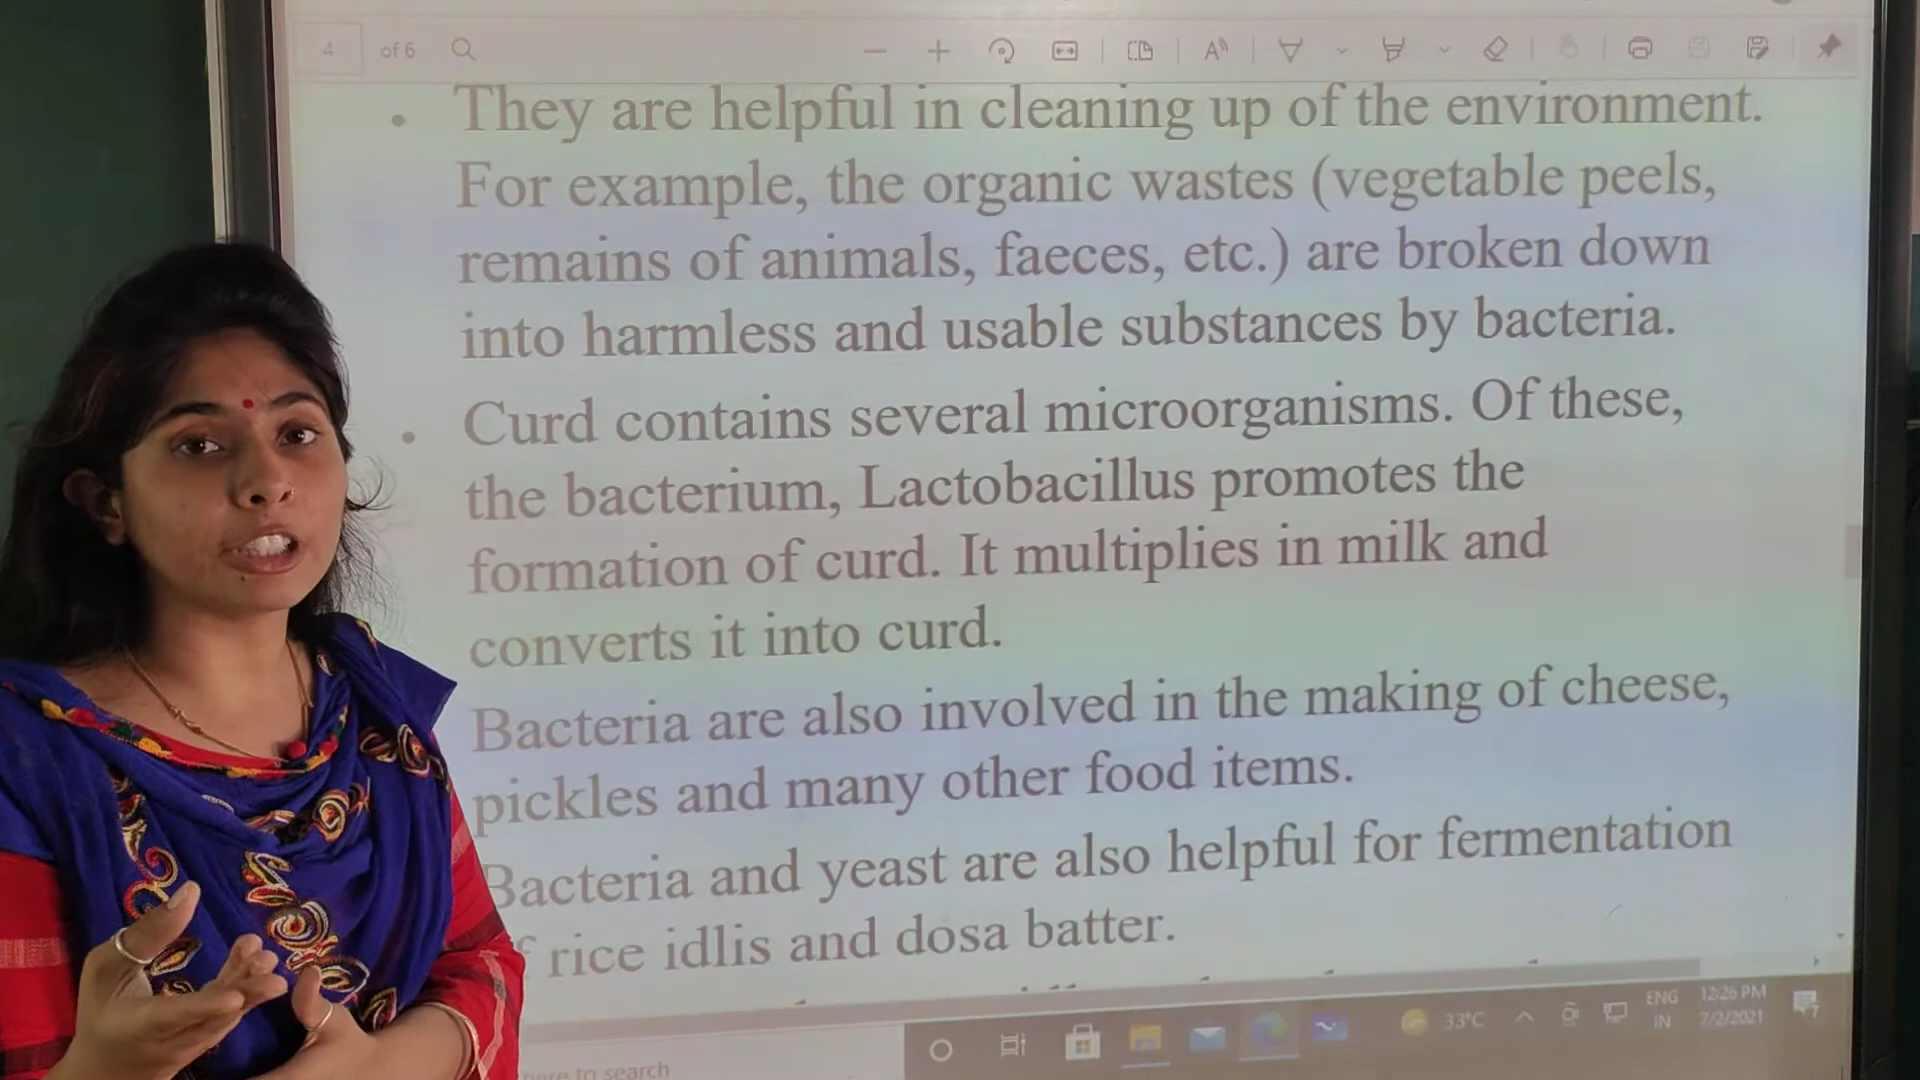 4 of 6
• They are helpful in cleaning up of the environment.
For example, the organic wastes (vegetable peels,
remains of animals, faeces, etc.) are broken down
into harmless and usable substances by bacteria.
• Curd contains several microorganisms. Of these,
the bacterium, Lactobacillus promotes the
formation of curd. It multiplies in milk and
converts it into curd.
Bacteria are also involved in the making of cheese,
pickles and many other food items.
Bacteria and yeast are also helpful for fermentation
rice idlis and dosa batter.
here to search
33°C
ENG
IN
12:26 PM
7/2/2021